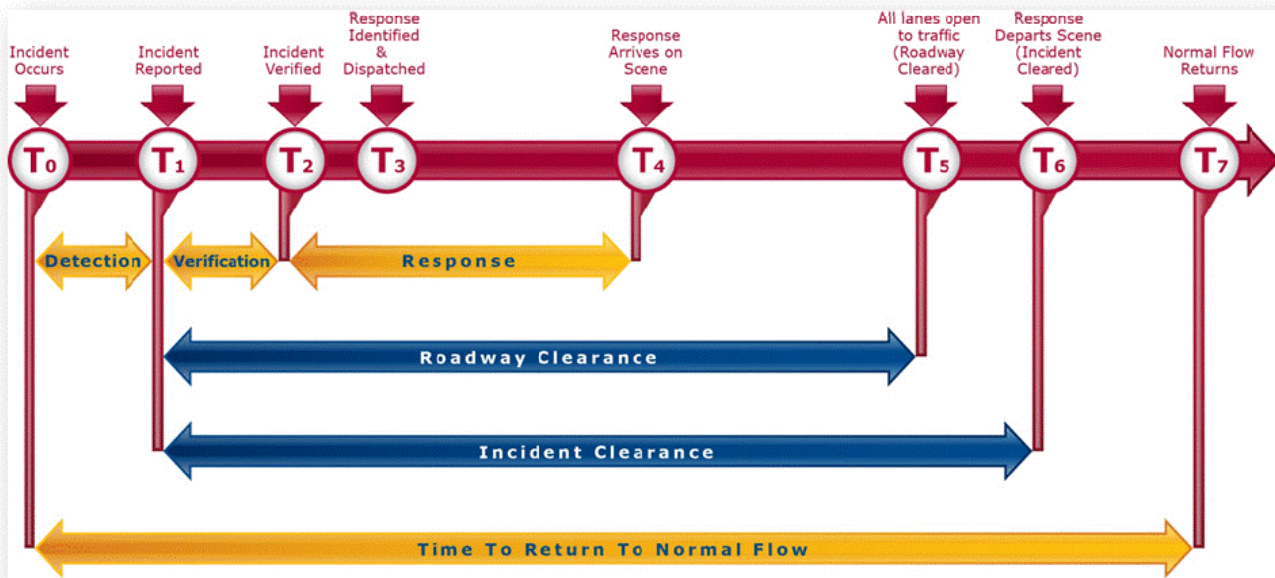 Incident
Occurs
Incident
Reported
Incident
Verified
Response
Identified
&
Dispatched
Response
Arrives on
Scene
All lanes open
to traffic
(Roadway
Cleared)
Response
Departs Scene
(Incident
Cleared)
Normal Flow
Returns
T0
T1
T2
T3
T4
T5
T6
T7
Detection
Verification
Response
Roadway Clearance
Incident Clearance
Time To Return To Normal Flow